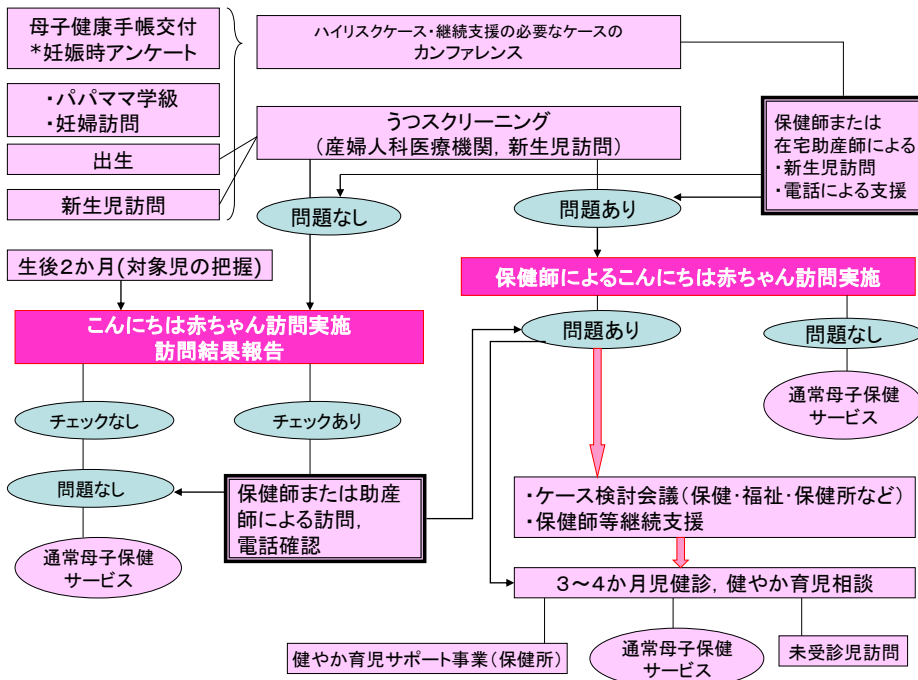 母子健康手帳交付
*妊娠時アンケート
ハイリスクケース・継続支援の必要なケースの
カンファレンス
・パパママ学級
・妊婦訪問
うつスクリーニング
(産婦人科医療機関, 新生児訪問)
保健師または
在宅助産師による
・新生児訪問
・電話による支援
出生
新生児訪問
問題なし
問題あり
生後2か月(対象児の把握)
保健師によるこんにちは赤ちゃん訪問実施
こんにちは赤ちゃん訪問実施
訪問結果報告
問題あり
問題なし
通常母子保健
サービス
チェックなし
チェックあり
問題なし
保健師または助産
師による訪問,
電話確認
・ケース検討会議(保健・福祉・保健所など)
・保健師等継続支援
通常母子保健
サービス
3~4か月児健診, 健やか育児相談
健やか育児サポート事業(保健所)
通常母子保健
サービス
未受診児訪問